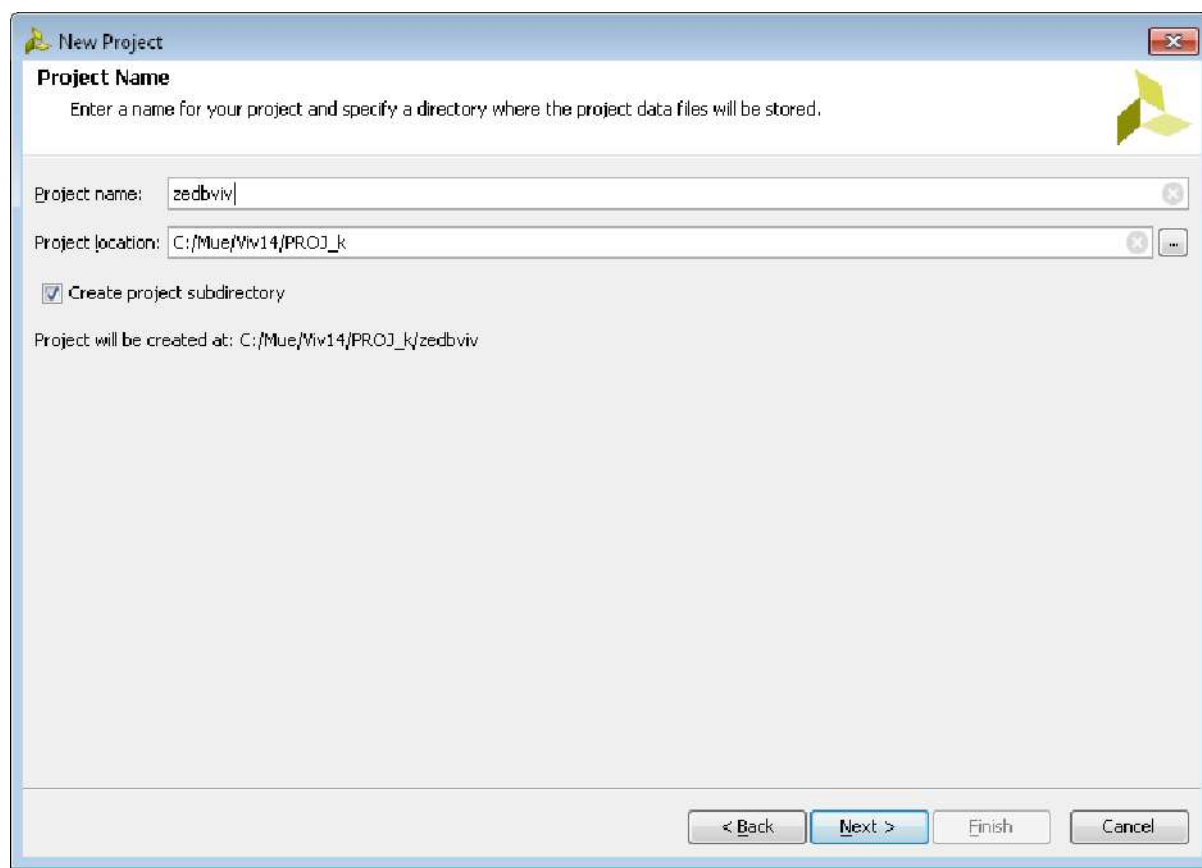 New Project
Project Name
Enter a name for your project and specify a directory where the project data files will be stored.
Project name: zedbviv
Project location: C:/Mue/Viv14/PROJ_k ...
Create project subdirectory
Project will be created at: C:/Mue/Viv14/PROJ_k/zedbviv
< Back Next > Finish Cancel